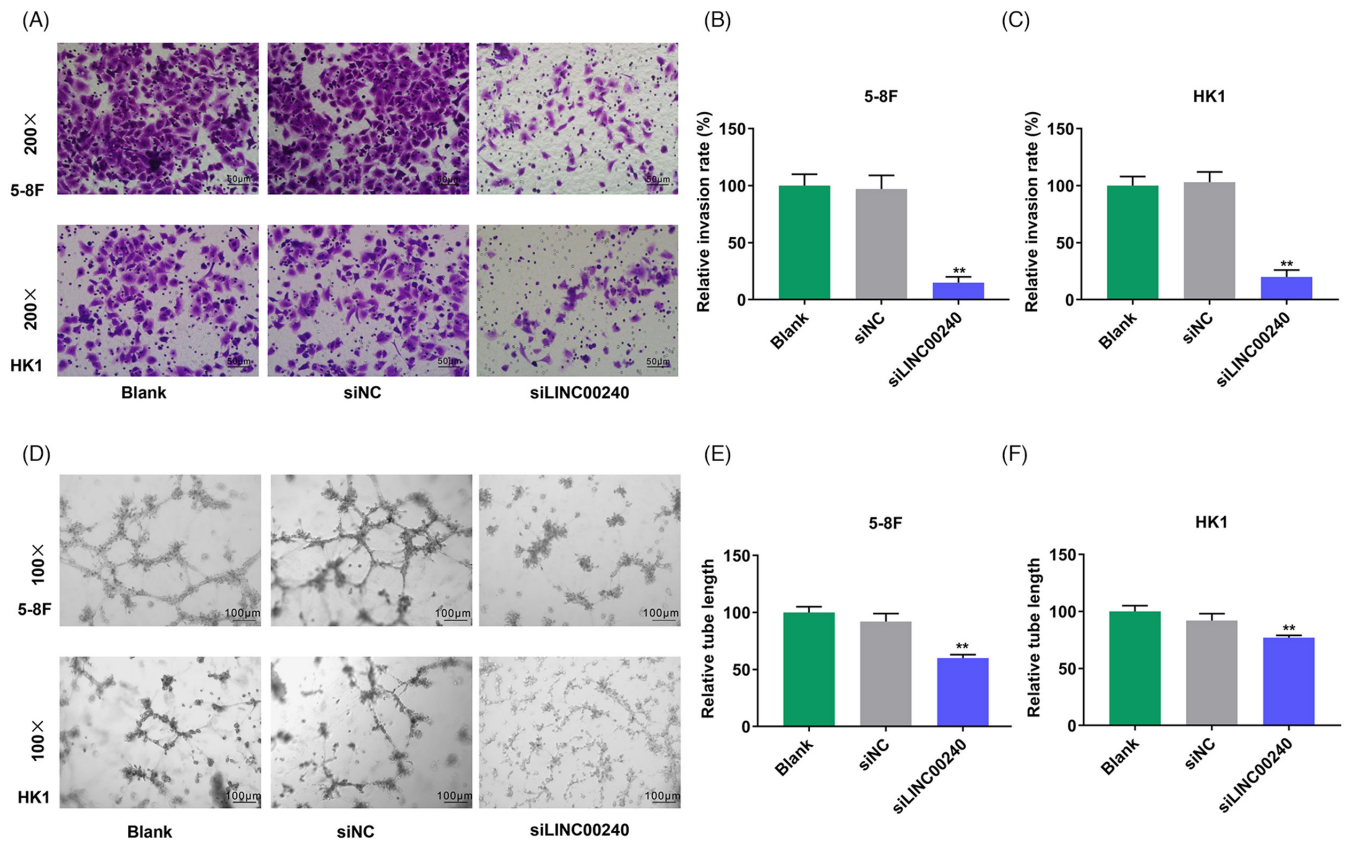 (A)
200×
5-8F
50μm
50μm
50μm
200×
HK1
50μm
50μm
50μm
Blank
siNC
siLINC00240
(B)
5-8F
Relative invasion rate (%)
150
100
50
0
**
Blank
siNC
siLINC00240
(C)
HK1
Relative invasion rate (%)
150
100
50
0
**
Blank
siNC
siLINC00240
(D)
100×
5-8F
100μm
100μm
100μm
100×
HK1
100μm
100μm
100μm
Blank
siNC
siLINC00240
(E)
5-8F
Relative tube length
150
100
50
0
**
Blank
siNC
siLINC00240
(F)
HK1
Relative tube length
150
100
50
0
**
Blank
siNC
siLINC00240